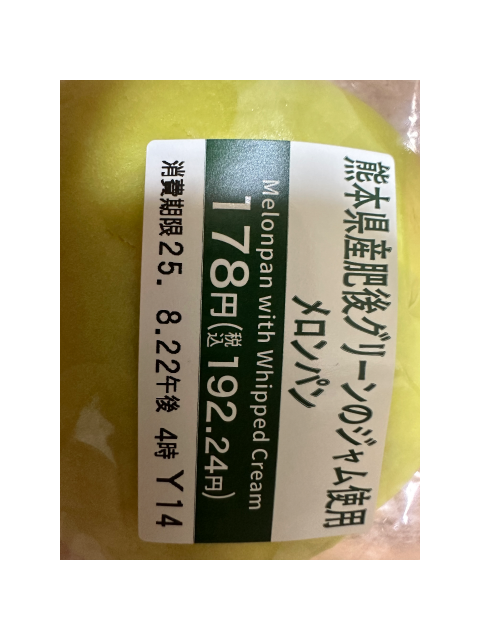 熊本県産肥後グリーンのジャム使用
メロンパン
Melonpan with Whipped Cream
178円(税込192.24円)
消費期限25. 8.22午後 4時 Y14